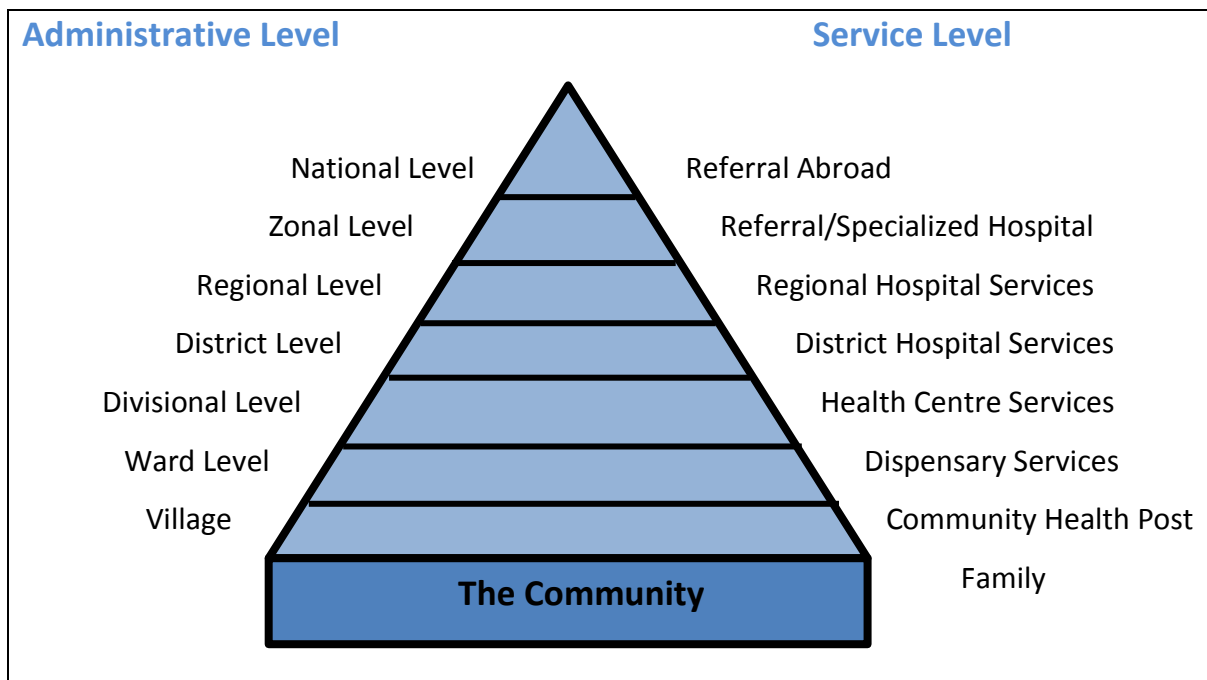 Administrative Level
Service Level
National Level
Referral Abroad
Zonal Level
Referral/Specialized Hospital
Regional Level
Regional Hospital Services
District Level
District Hospital Services
Divisional Level
Health Centre Services
Ward Level
Dispensary Services
Village
Community Health Post
The Community
Family